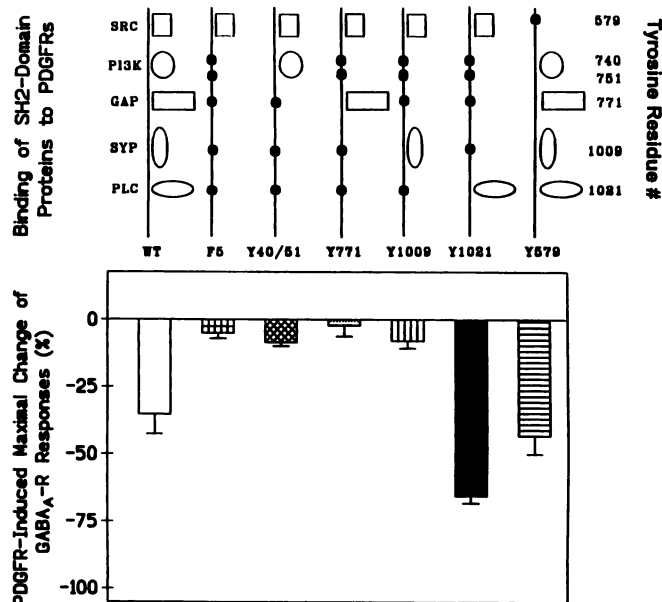 Binding of SH2-Domain
Proteins to PDGFRs
SRC
PI3K
GAP
SYP
PLC
579
740
751
771
1009
1021
Tyrosine Residue #
WT F5 Y40/51 Y771 Y1009 Y1021 Y579
PDGFR-Induced Maximal Change of
GABAA-R Responses (%)
0
-25
-50
-75
-100